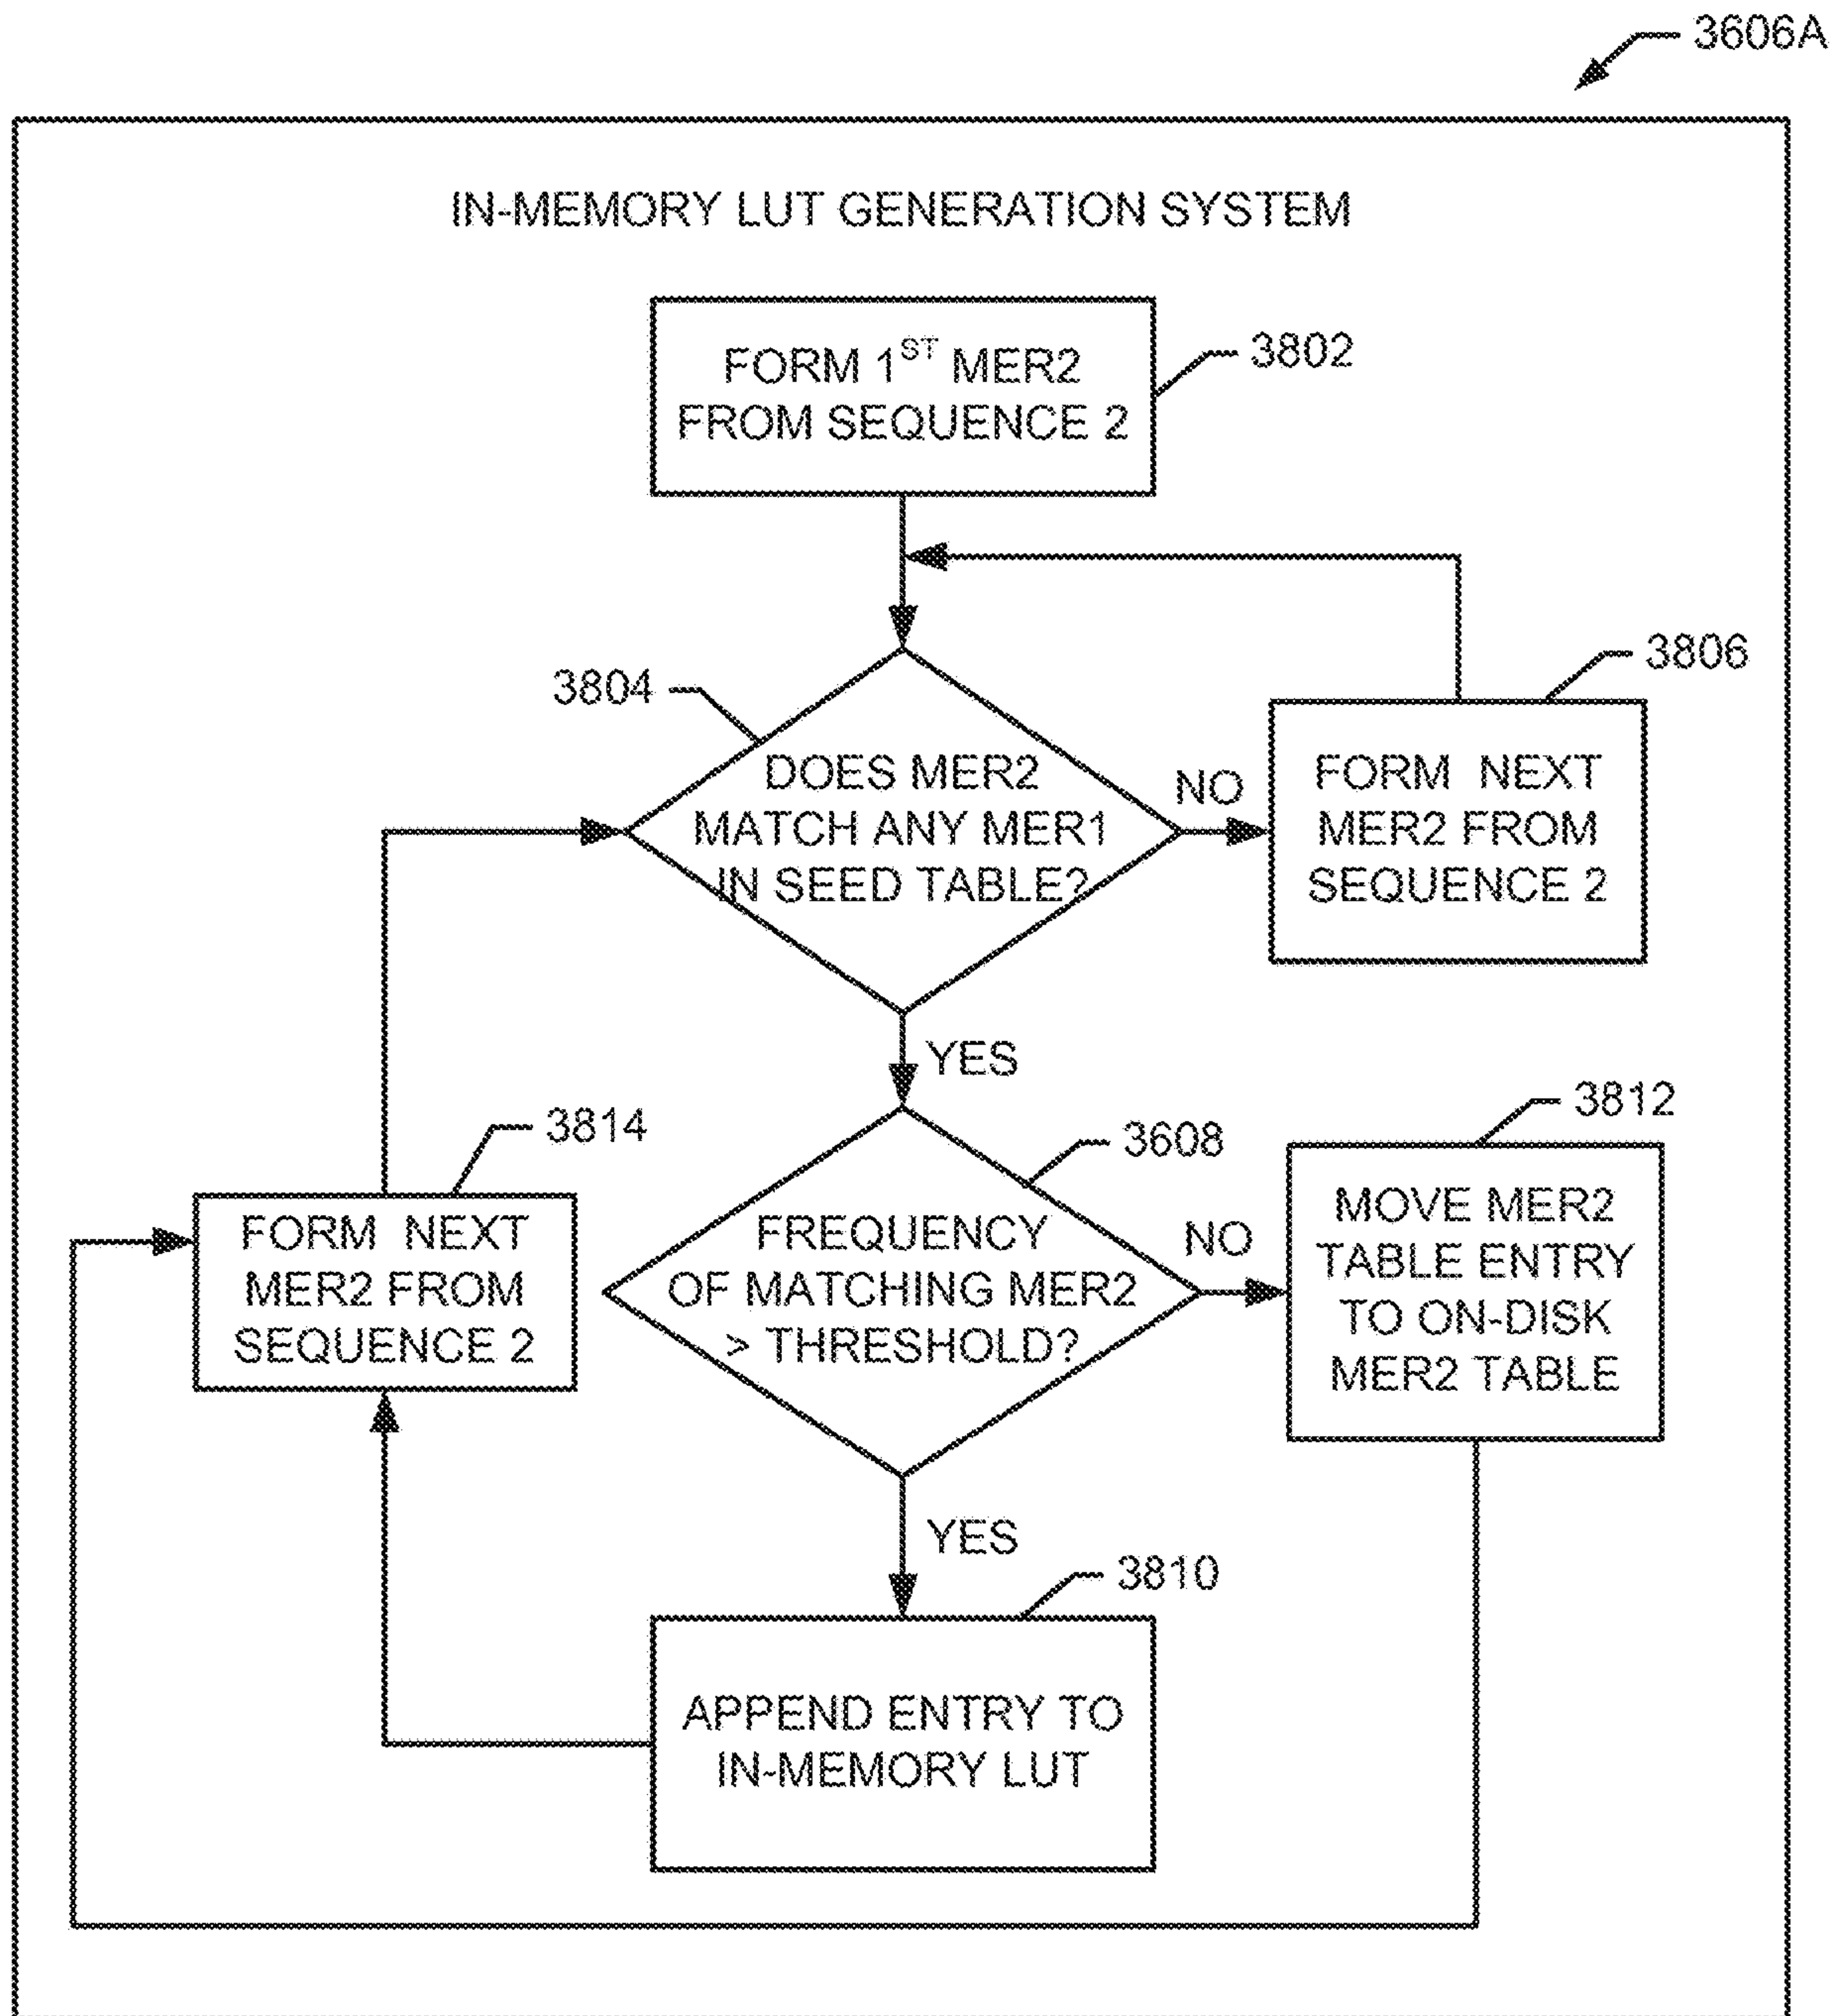 3606A
IN-MEMORY LUT GENERATION SYSTEM
FORM 1ST MER2
FROM SEQUENCE 2
3802
3804
DOES MER2
MATCH ANY MER1
IN SEED TABLE?
NO
3806
FORM NEXT
MER2 FROM
SEQUENCE 2
YES
3814
FORM NEXT
MER2 FROM
SEQUENCE 2
3608
FREQUENCY
OF MATCHING MER2
> THRESHOLD?
NO
3812
MOVE MER2
TABLE ENTRY
TO ON-DISK
MER2 TABLE
YES
3810
APPEND ENTRY TO
IN-MEMORY LUT